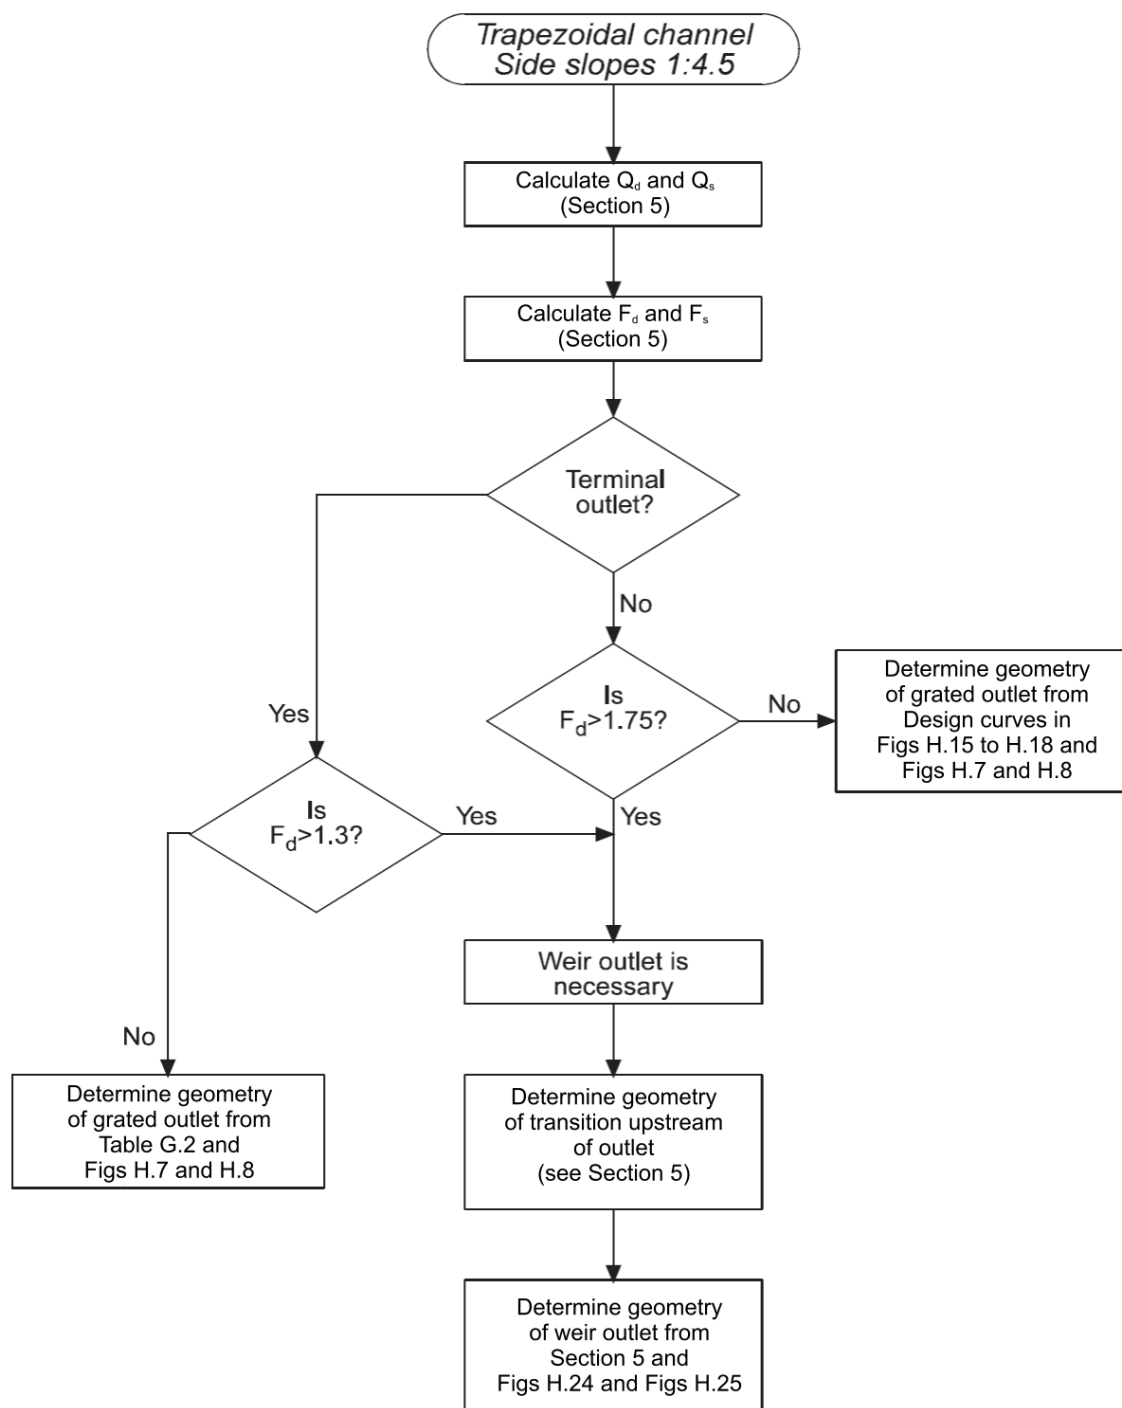 Trapezoidal channel
Side slopes 1:4.5
Calculate Qd and Qs
(Section 5)
Calculate Fd and Fs
(Section 5)
Terminal
outlet?
No
Is
Fd>1.75?
No
Determine geometry
of grated outlet from
Design curves in
Figs H.15 to H.18 and
Figs H.7 and H.8
Yes
Is
Fd>1.3?
Yes
Yes
Weir outlet is
necessary
No
Determine geometry
of grated outlet from
Table G.2 and
Figs H.7 and H.8
Determine geometry
of transition upstream
of outlet
(see Section 5)
Determine geometry
of weir outlet from
Section 5 and
Figs H.24 and Figs H.25